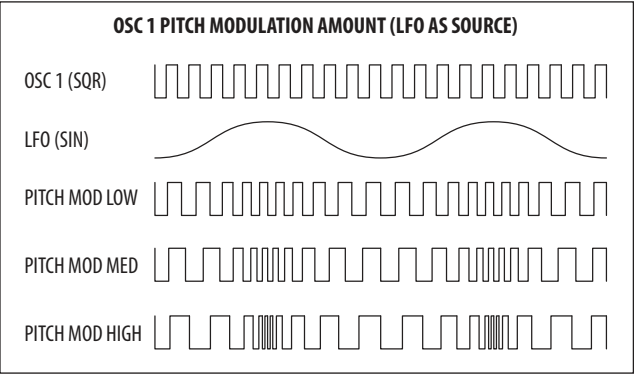 OSC 1 PITCH MODULATION AMOUNT (LFO AS SOURCE)
OSC 1 (SQR)
LFO (SIN)
PITCH MOD LOW
PITCH MOD MED
PITCH MOD HIGH